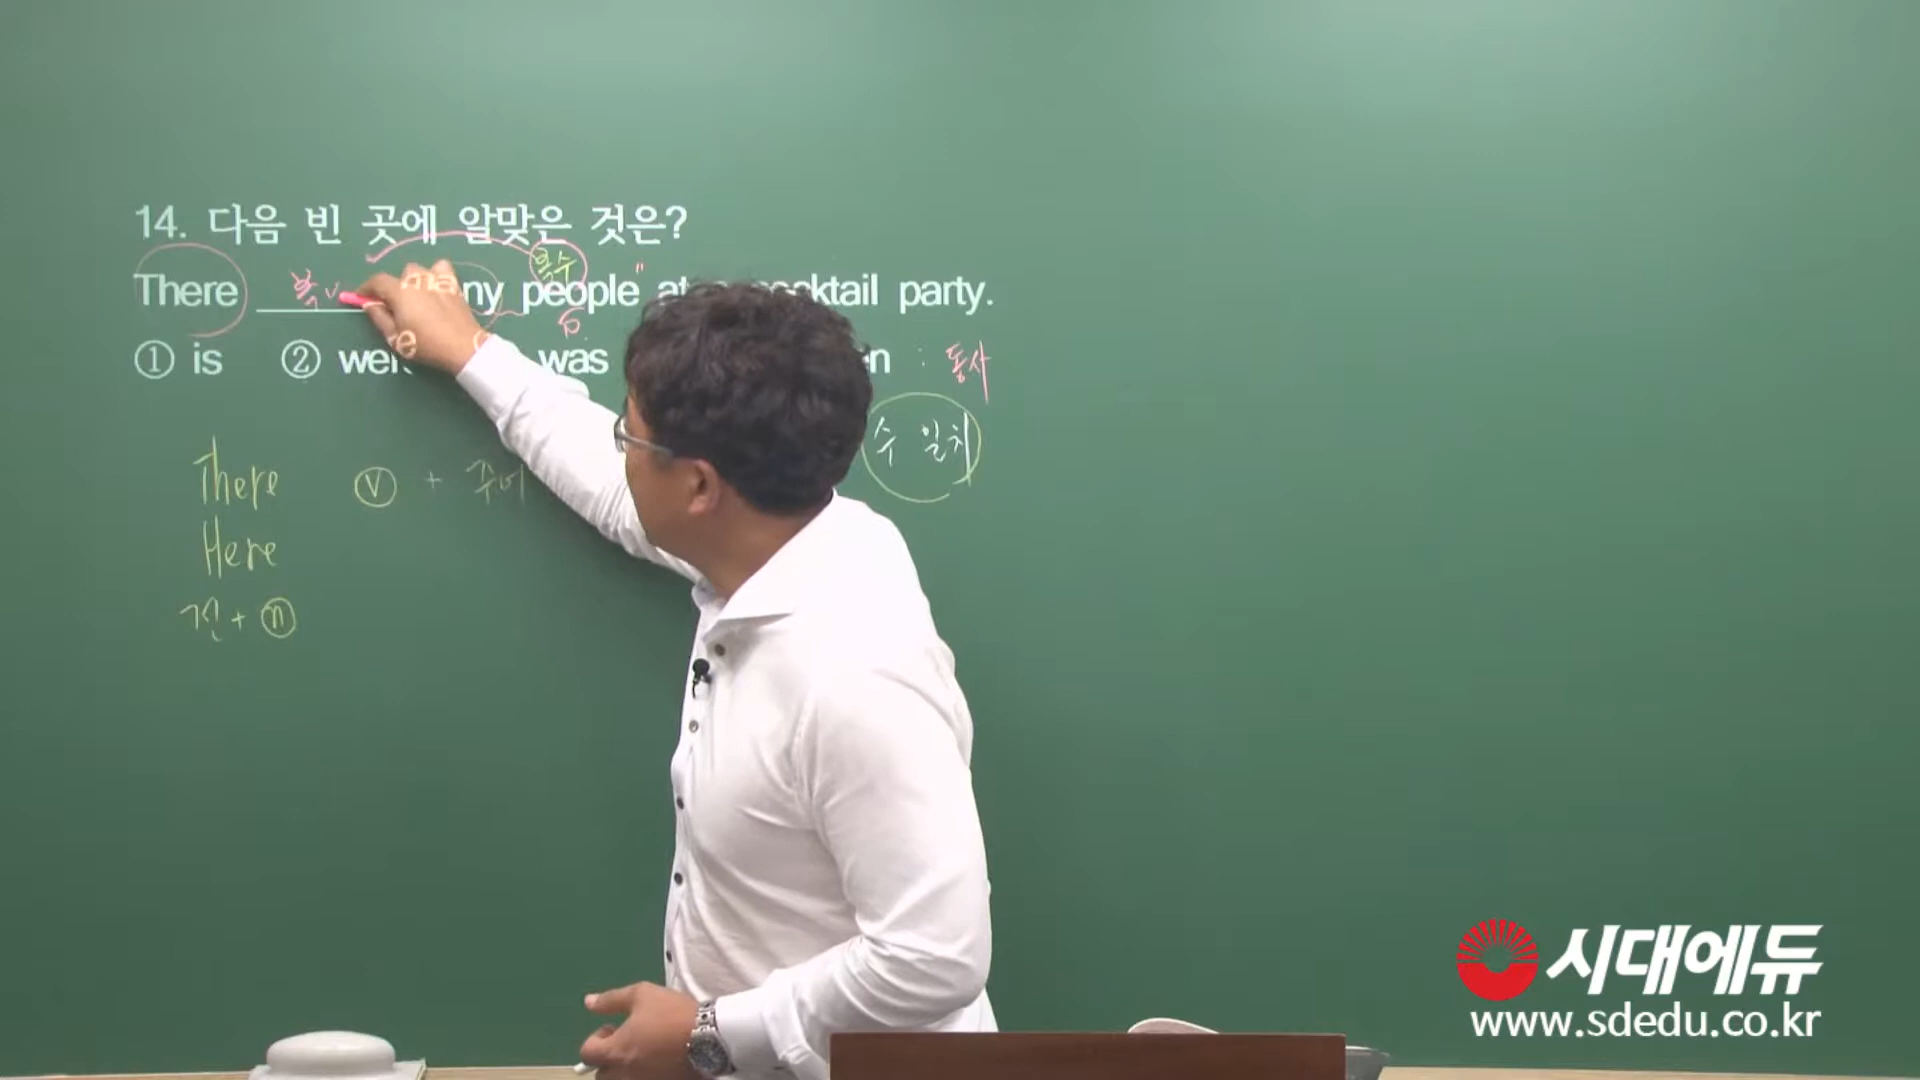 14. 다음 빈 곳에 알맞은 것은?
복수
There 복 v many people at cocktail party.
① is ② were was : 동사
수 일치
There ⓥ + 주어
Here
전 + ⓝ
시대에듀
www.sdedu.co.kr